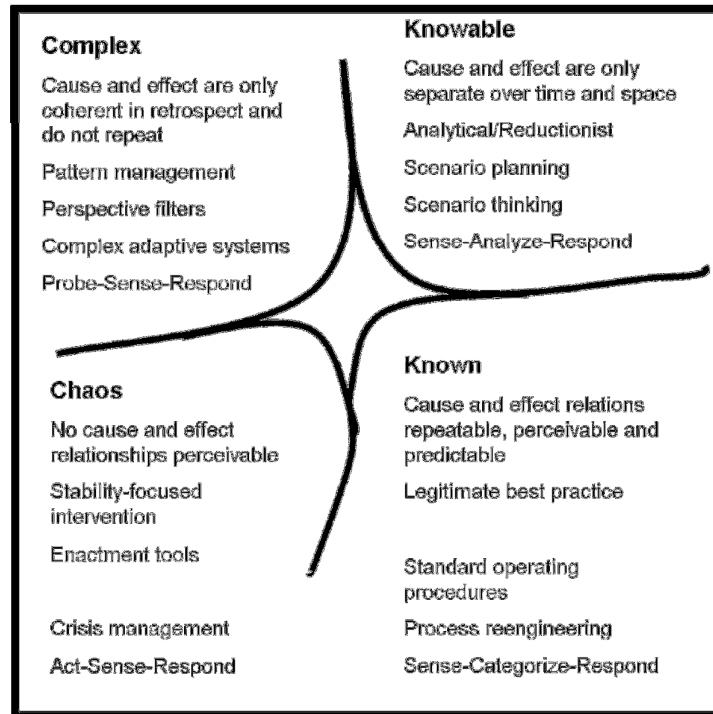 Complex
Cause and effect are only
coherent in retrospect and
do not repeat
Pattern management
Perspective filters
Complex adaptive systems
Probe-Sense-Respond
Knowable
Cause and effect are only
separate over time and space
Analytical/Reductionist
Scenario planning
Scenario thinking
Sense-Analyze-Respond
Chaos
No cause and effect
relationships perceivable
Stability-focused
intervention
Enactment tools
Crisis management
Act-Sense-Respond
Known
Cause and effect relations
repeatable, perceivable and
predictable
Legitimate best practice
Standard operating
procedures
Process reengineering
Sense-Categorize-Respond